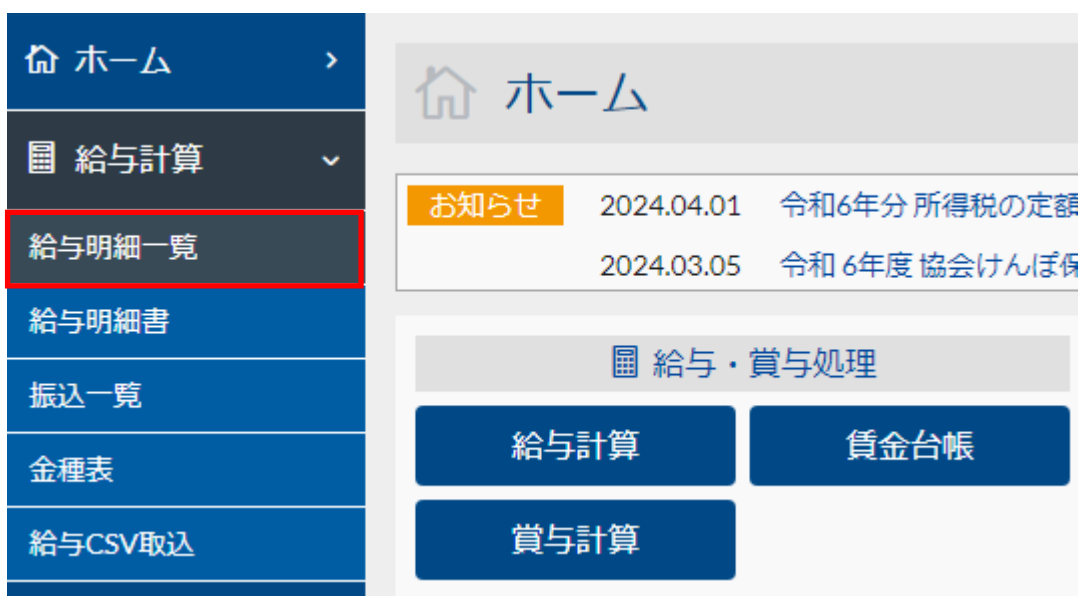 ホーム
給与計算
給与明細一覧
給与明細書
振込一覧
金種表
給与CSV取込
ホーム
お知らせ 2024.04.01 令和6年分 所得税の定額
2024.03.05 令和 6年度 協会けんぽ保
給与・賞与処理
給与計算 賃金台帳
賞与計算